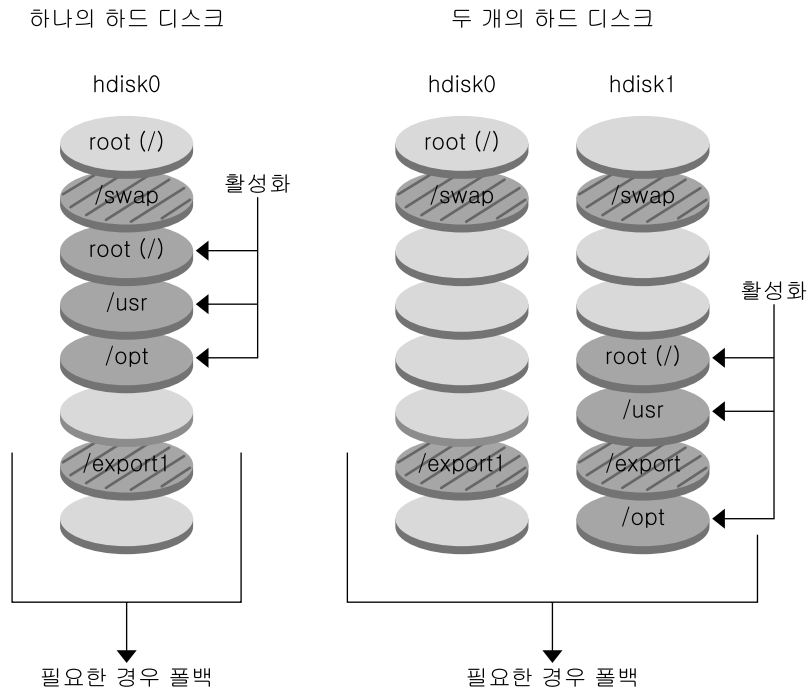 하나의 하드 디스크
두 개의 하드 디스크
hdisk0
root (/)
/swap
활성화
root (/)
/usr
/opt
/export1
필요한 경우 폴백
hdisk0
hdisk1
root (/)
/swap
/swap
활성화
root (/)
/usr
/export1
/export
/opt
필요한 경우 폴백